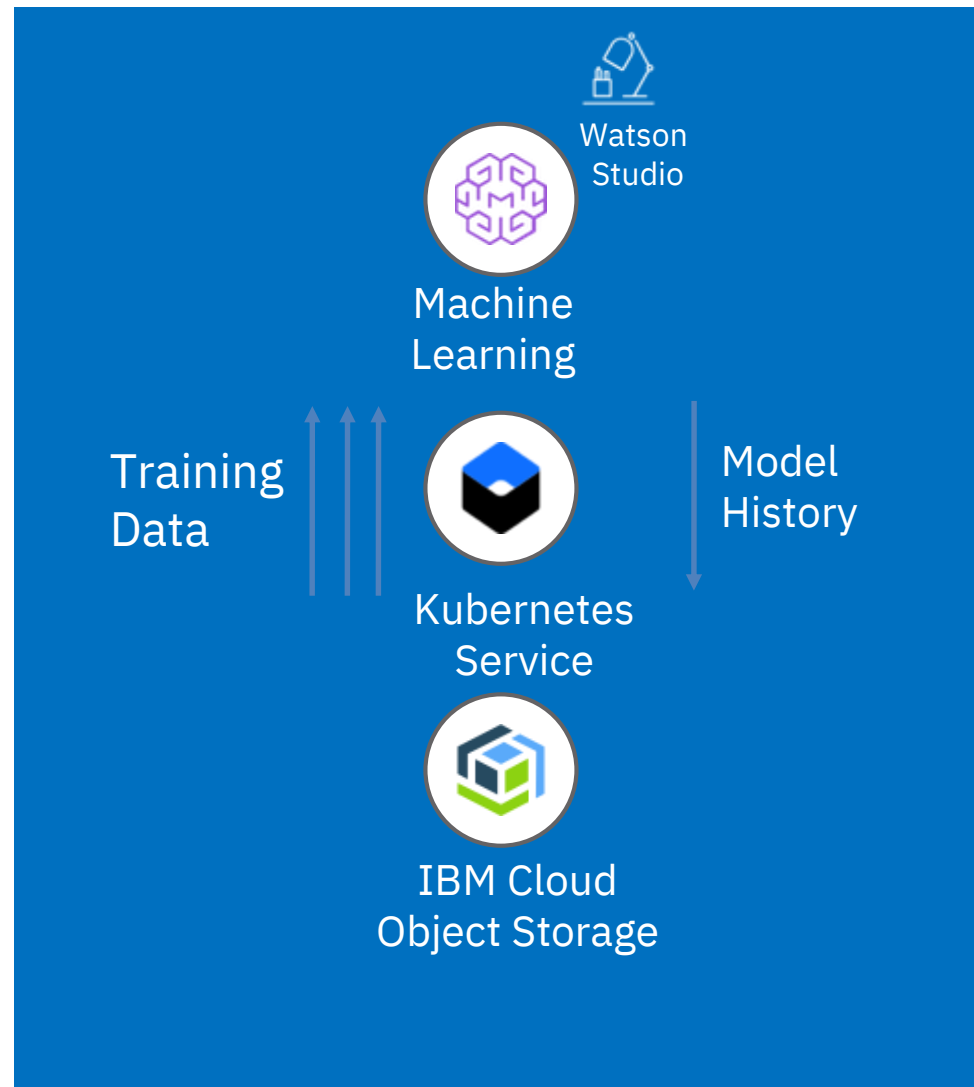 Watson
Studio
Machine
Learning
Training
Data
Model
History
Kubernetes
Service
IBM Cloud
Object Storage